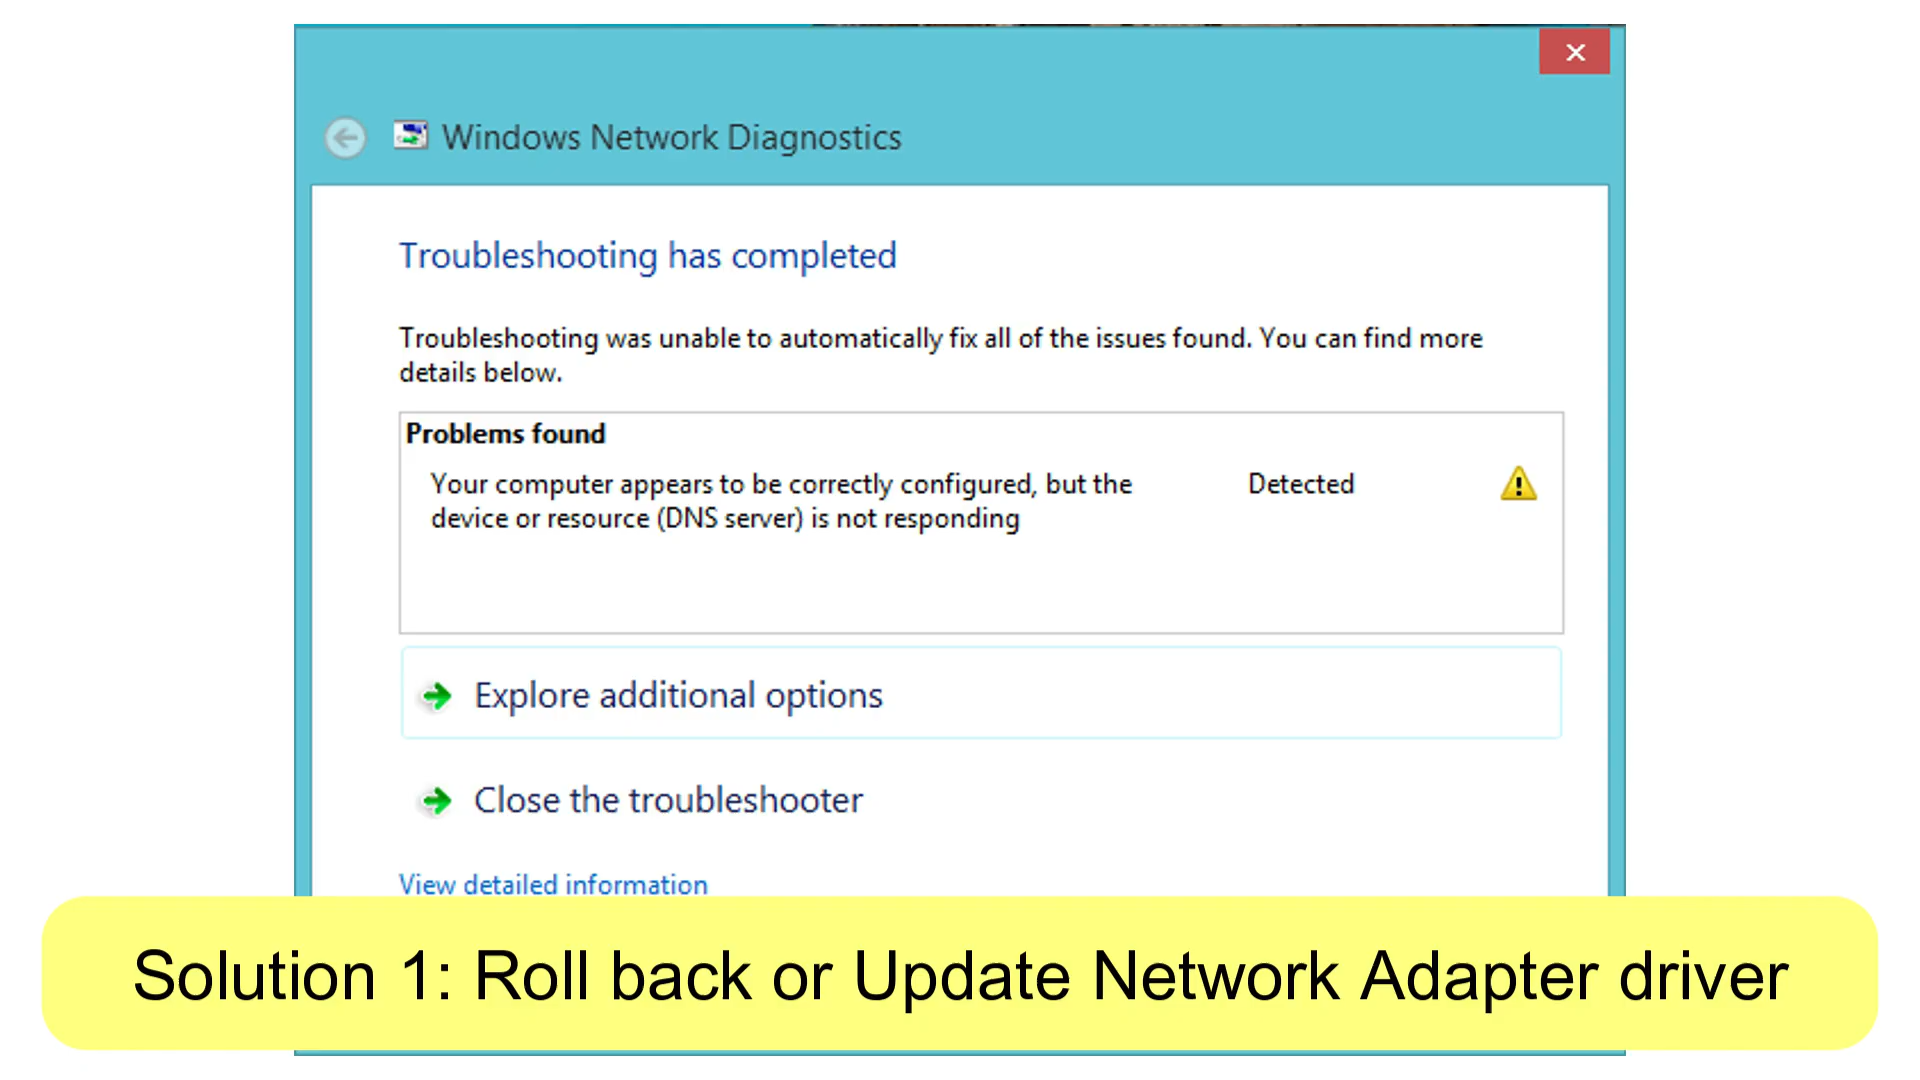 Windows Network Diagnostics
Troubleshooting has completed
Troubleshooting was unable to automatically fix all of the issues found. You can find more
details below.
Problems found
Your computer appears to be correctly configured, but the Detected
device or resource (DNS server) is not responding
Explore additional options
Close the troubleshooter
View detailed information
Solution 1: Roll back or Update Network Adapter driver